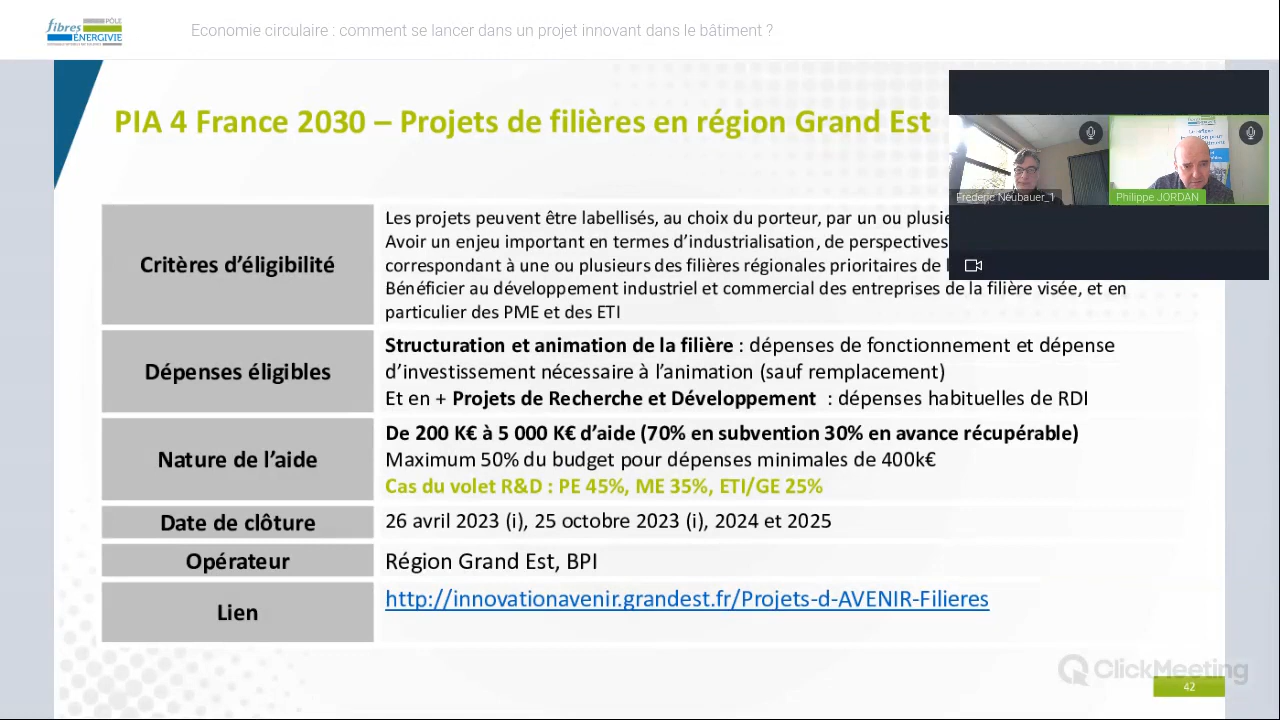 fibres
PÔLE
ÉNERGIVIE
Economie circulaire : comment se lancer dans un projet innovant dans le bâtiment ?
PIA 4 France 2030 – Projets de filières en région Grand Est
Frédéric Neubauer_1
Philippe JORDAN
Critères d’éligibilité
Les projets peuvent être labellisés, au choix du porteur, par un ou
Avoir un enjeu important en termes d’industrialisation, de perspectives
correspondant à une ou plusieurs des filières régionales prioritaires de
Bénéficier au développement industriel et commercial des entreprises de la filière visée, et en
particulier des PME et des ETI
Dépenses éligibles
Structuration et animation de la filière : dépenses de fonctionnement et dépense
d’investissement nécessaire à l’animation (sauf remplacement)
Et en + Projets de Recherche et Développement : dépenses habituelles de RDI
Nature de l’aide
De 200 K€ à 5 000 K€ d’aide (70% en subvention 30% en avance récupérable)
Maximum 50% du budget pour dépenses minimales de 400k€
Cas du volet R&D : PE 45%, ME 35%, ETI/GE 25%
Date de clôture
26 avril 2023 (i), 25 octobre 2023 (i), 2024 et 2025
Opérateur
Région Grand Est, BPI
Lien
http://innovationavenir.grandest.fr/Projets-d-AVENIR-Filieres
ClickMeeting
42